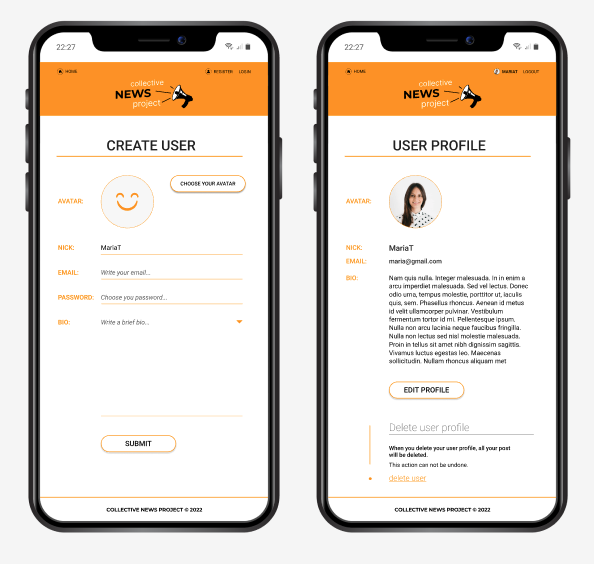 22:27
HOME
REGISTER LOGIN
collective
NEWS
project
CREATE USER
AVATAR:
CHOOSE YOUR AVATAR
NICK: MariaT
EMAIL: Write your email...
PASSWORD: Choose you password...
BIO: Write a brief bio...
SUBMIT
COLLECTIVE NEWS PROJECT © 2022
22:27
HOME
MARIAT LOGOUT
collective
NEWS
project
USER PROFILE
AVATAR:
NICK: MariaT
EMAIL: maria@gmail.com
BIO: Nam quis nulla. Integer malesuada. In in enim a
arcu imperdiet malesuada. Sed vel lectus. Donec
odio urna, tempus molestie, porttitor ut, iaculis
quis, sem. Phasellus rhoncus. Aenean id metus
id velit ullamcorper pulvinar. Vestibulum
fermentum tortor id mi. Pellentesque ipsum.
Nulla non arcu lacinia neque faucibus fringilla.
Nulla non lectus sed nisl molestie malesuada.
Proin in tellus sit amet nibh dignissim sagittis.
Vivamus luctus egestas leo. Maecenas
sollicitudin. Nullam rhoncus aliquam met
EDIT PROFILE
Delete user profile
When you delete your user profile, all your post
will be deleted.
This action can not be undone.
delete user
COLLECTIVE NEWS PROJECT © 2022